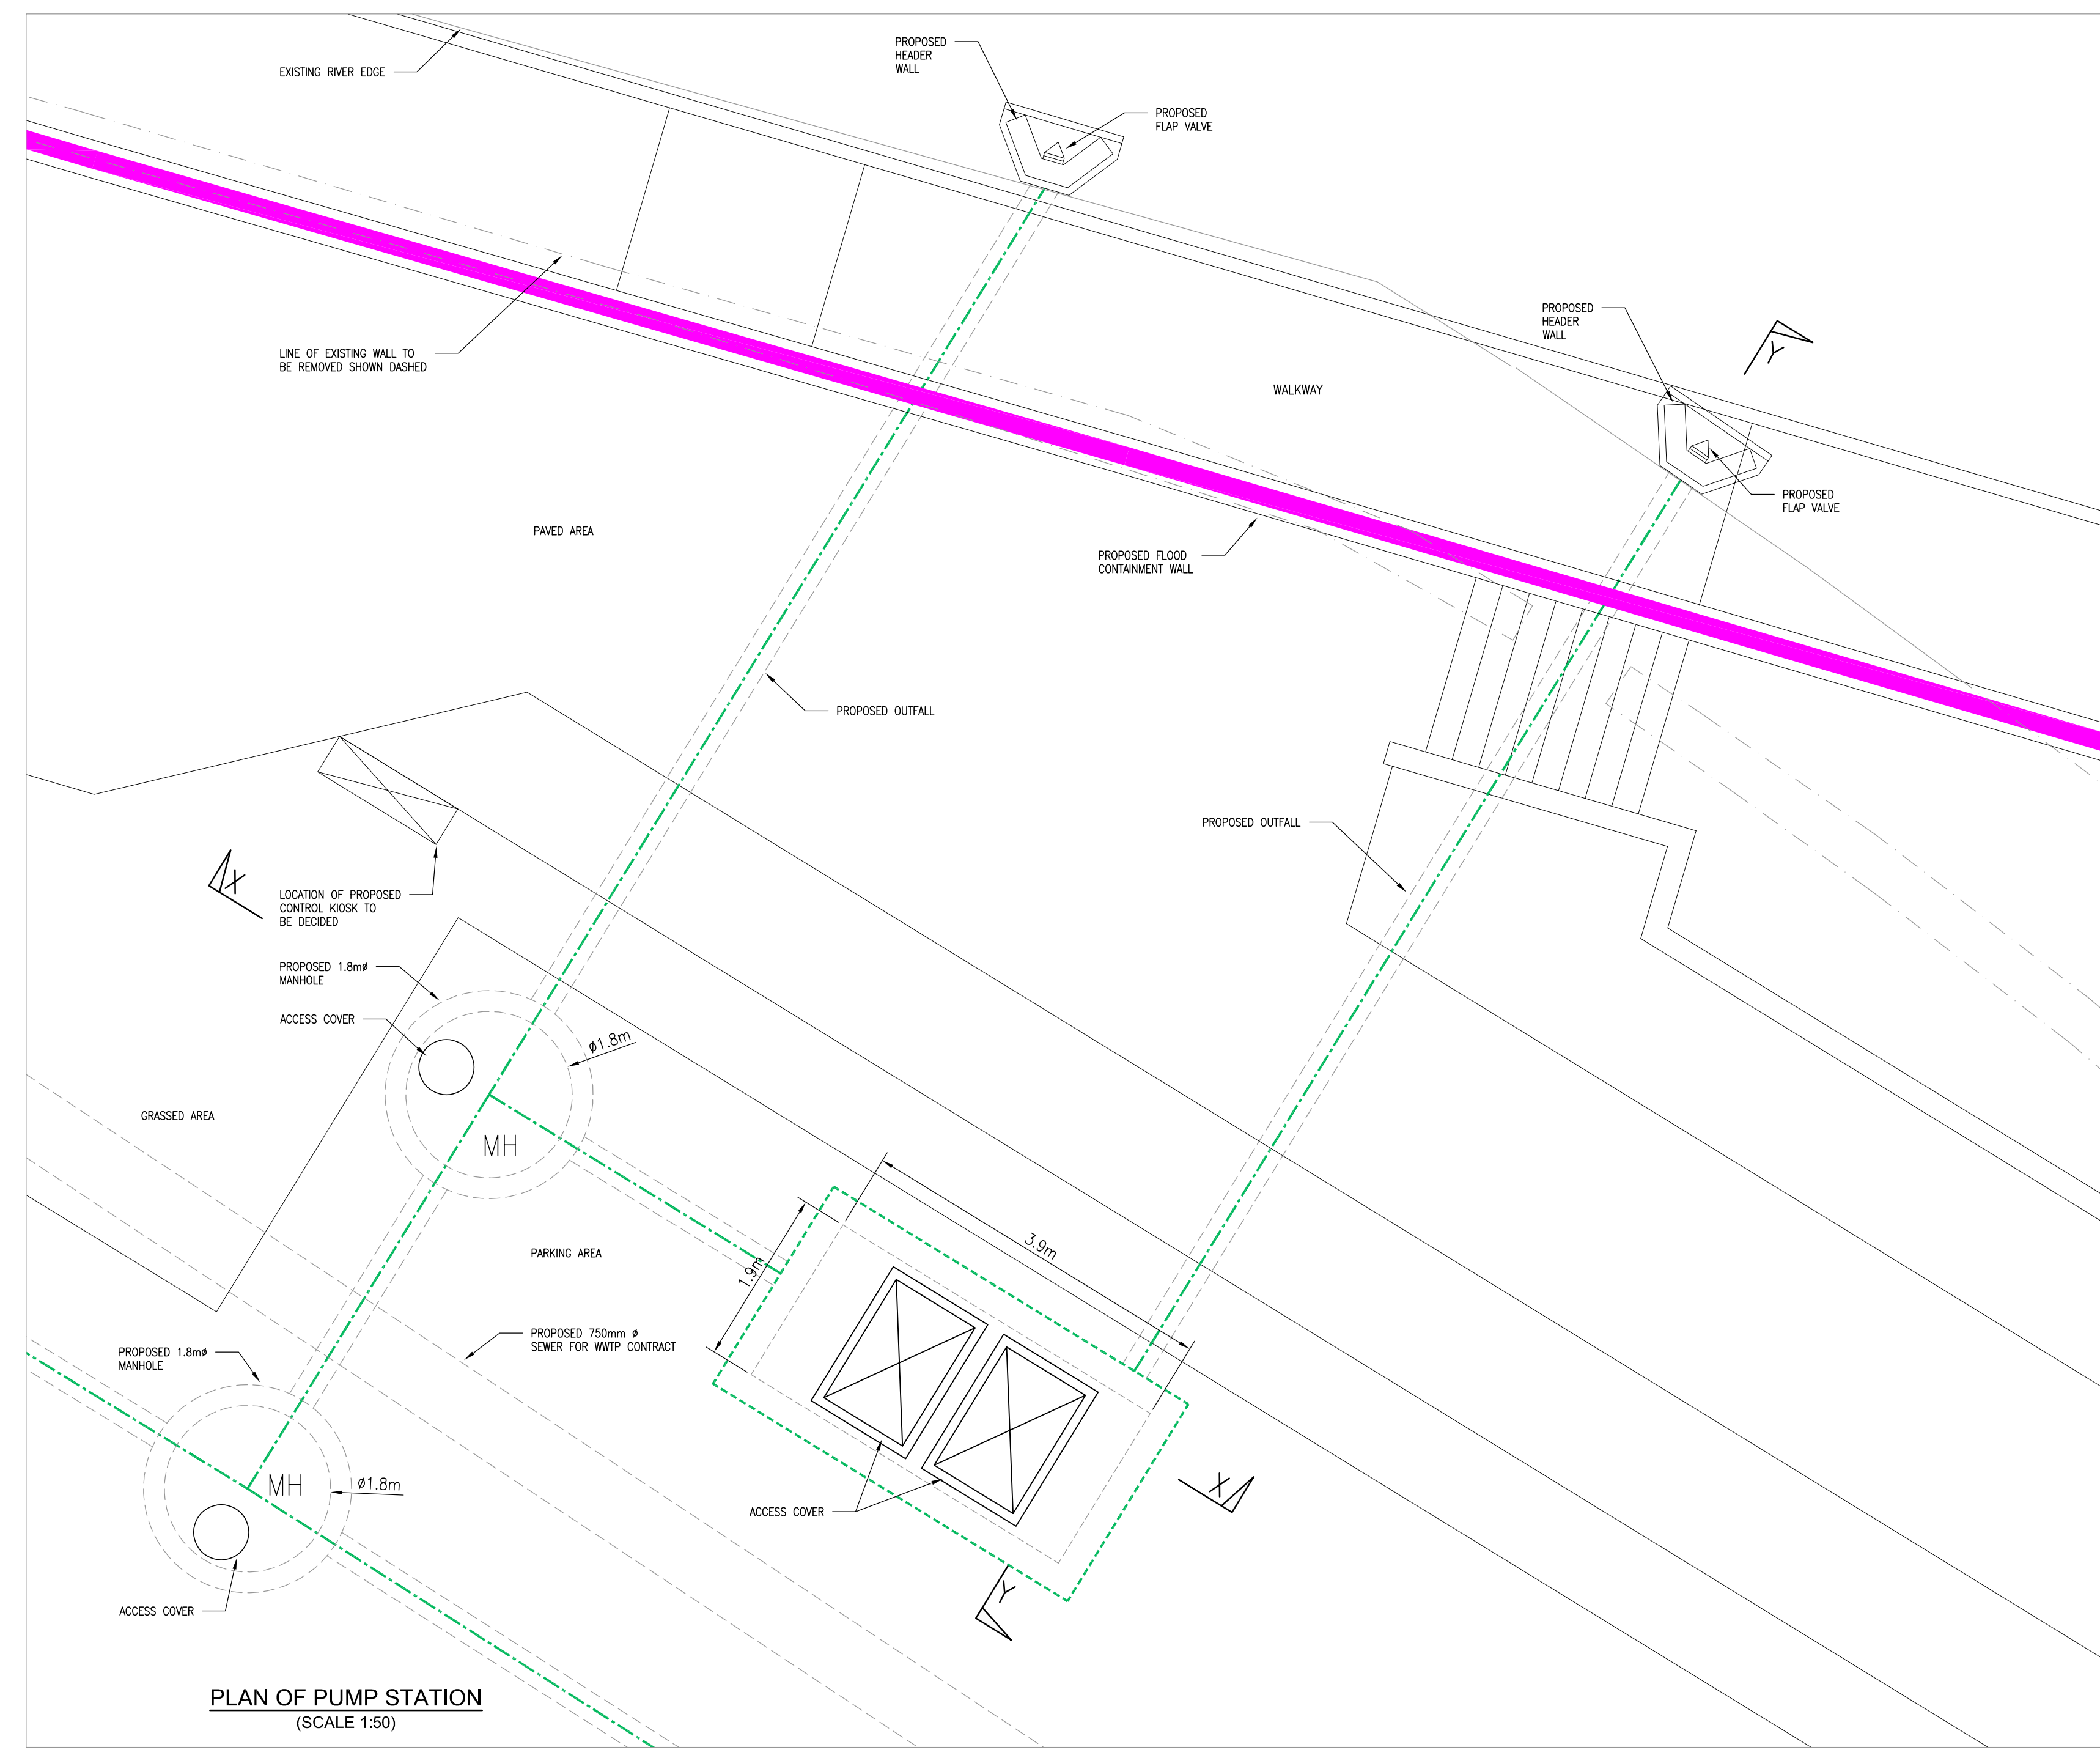 PROPOSED
HEADER
WALL
EXISTING RIVER EDGE
PROPOSED
FLAP VALVE
PROPOSED
HEADER
WALL
Y
LINE OF EXISTING WALL TO
BE REMOVED SHOWN DASHED
WALKWAY
PROPOSED
FLAP VALVE
PAVED AREA
PROPOSED FLOOD
CONTAINMENT WALL
PROPOSED OUTFALL
PROPOSED OUTFALL
X
LOCATION OF PROPOSED
CONTROL KIOSK TO
BE DECIDED
PROPOSED 1.8mø
MANHOLE
ACCESS COVER
ø1.8m
GRASSED AREA
MH
3.9m
PARKING AREA
1.9m
PROPOSED 750mm ø
SEWER FOR WWTP CONTRACT
PROPOSED 1.8mø
MANHOLE
MH
ø1.8m
X
ACCESS COVER
Y
ACCESS COVER
PLAN OF PUMP STATION
(SCALE 1:50)